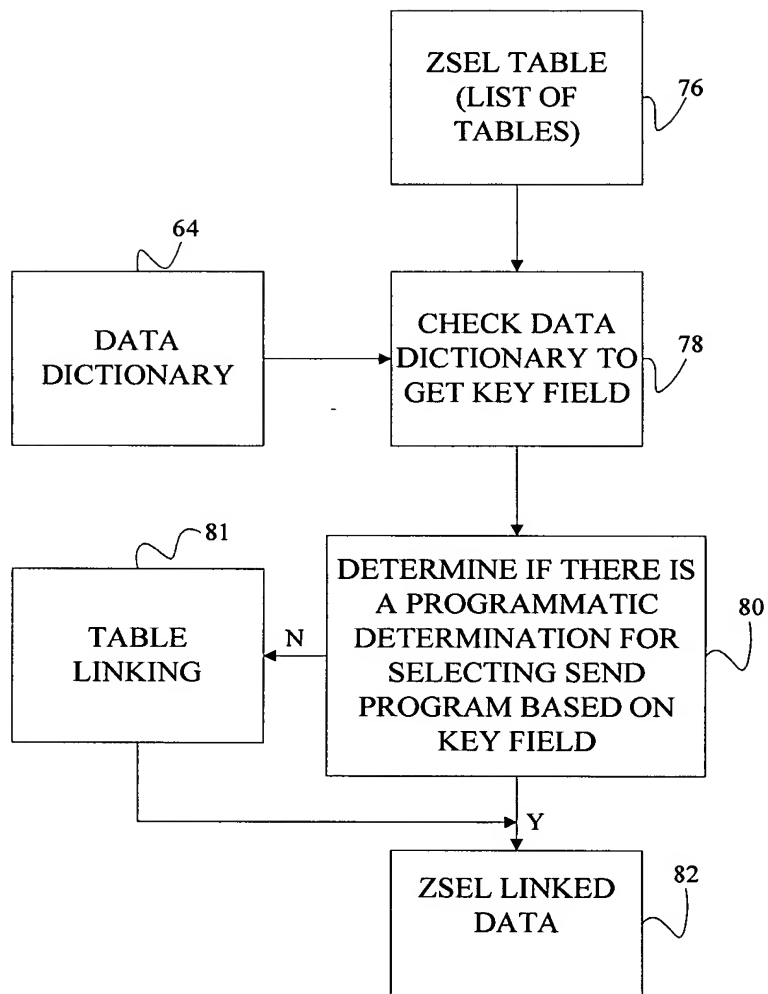 ZSEL TABLE
(LIST OF
TABLES)
76
64
DATA
DICTIONARY
CHECK DATA
DICTIONARY TO
GET KEY FIELD
78
81
TABLE
LINKING
N
DETERMINE IF THERE IS
A PROGRAMMATIC
DETERMINATION FOR
SELECTING SEND
PROGRAM BASED ON
KEY FIELD
80
Y
ZSEL LINKED
DATA
82